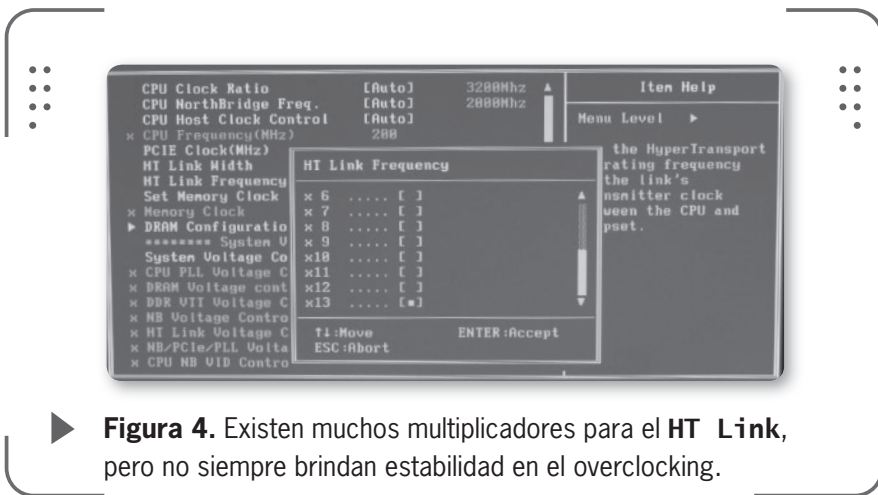 CPU Clock Ratio [Auto] 3200Mhz
CPU NorthBridge Freq. [Auto] 2000Mhz
CPU Host Clock Control [Auto]
x CPU Frequency(MHz) 200
PCIE Clock(MHz)
HT Link Width
HT Link Frequency
Set Memory Clock
x Memory Clock
▶ DRAM Configuratio
******** System V
System Voltage Co
x CPU PLL Voltage C
x DRAM Voltage cont
x DDR VTT Voltage C
x NB Voltage Contro
x HT Link Voltage C
x NB/PCIe/PLL Volta
x CPU NB VID Contro
HT Link Frequency
x 6 ..... [ ]
x 7 ..... [ ]
x 8 ..... [ ]
x 9 ..... [ ]
x10 ..... [ ]
x11 ..... [ ]
x12 ..... [ ]
x13 ..... [■]
↑↓:Move ENTER:Accept
ESC:Abort
Item Help
Menu Level ▶
the HyperTransport
rating frequency
the link's
nsmitter clock
ween the CPU and
pset.
Figura 4. Existen muchos multiplicadores para el HT Link,
pero no siempre brindan estabilidad en el overclocking.